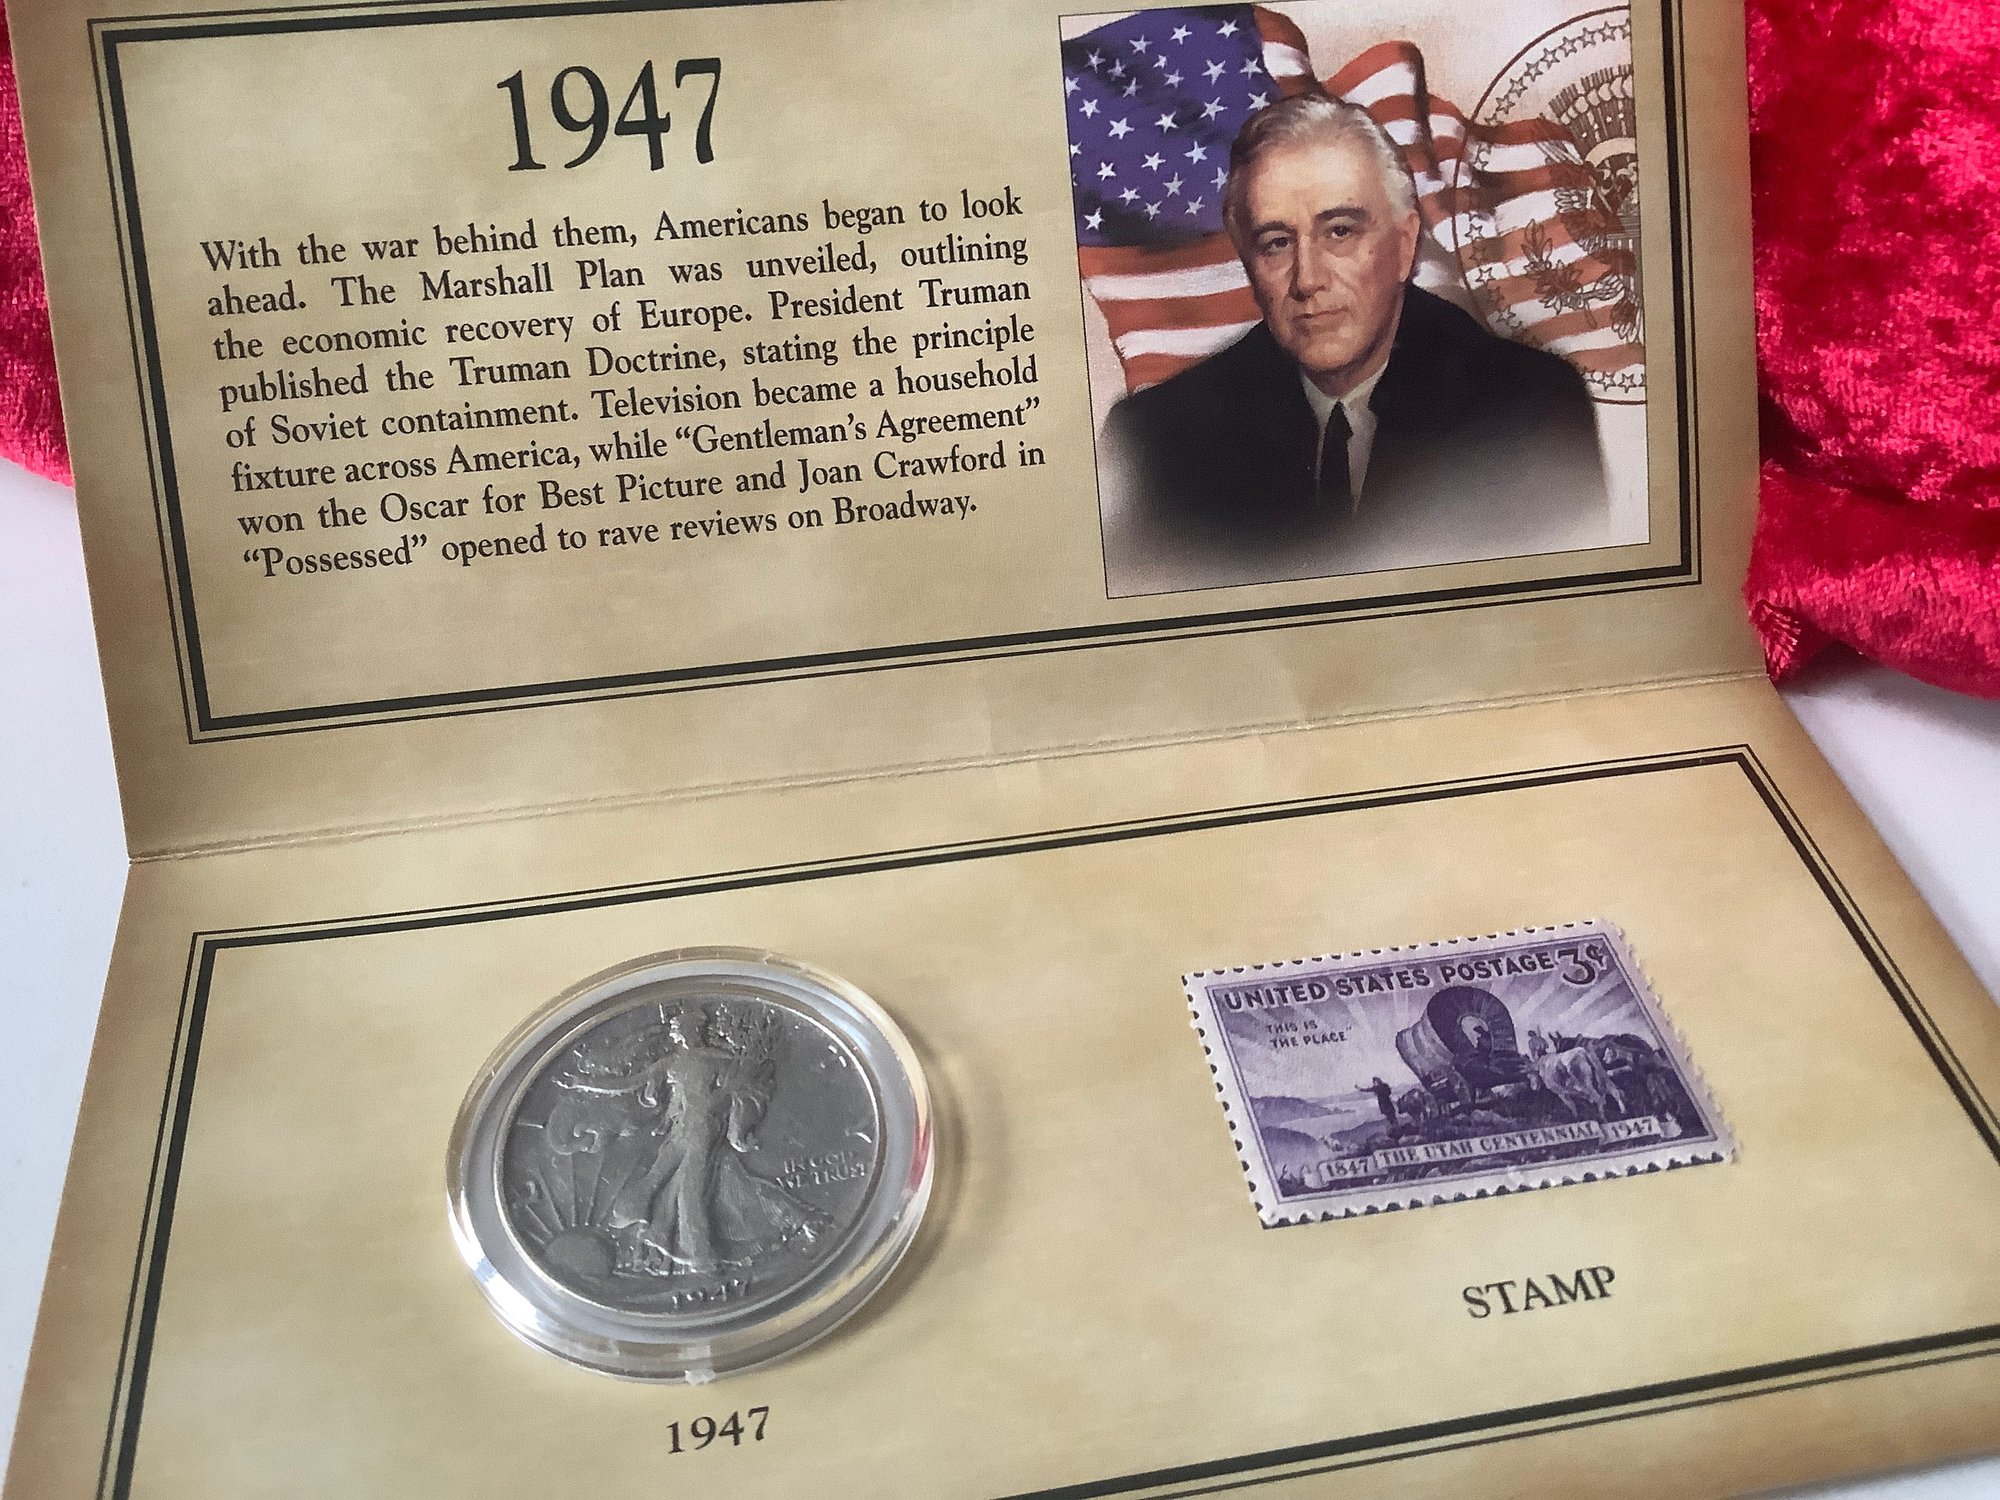 1947
With the war behind them, Americans began to look
ahead. The Marshall Plan was unveiled, outlining
the economic recovery of Europe. President Truman
published the Truman Doctrine, stating the principle
of Soviet containment. Television became a household
fixture across America, while “Gentleman’s Agreement”
won the Oscar for Best Picture and Joan Crawford in
“Possessed” opened to rave reviews on Broadway.
IN GOD
WE TRUST
1947
1947
UNITED STATES POSTAGE 3¢
"THIS IS
THE PLACE"
1847 THE UTAH CENTENNIAL 1947
STAMP